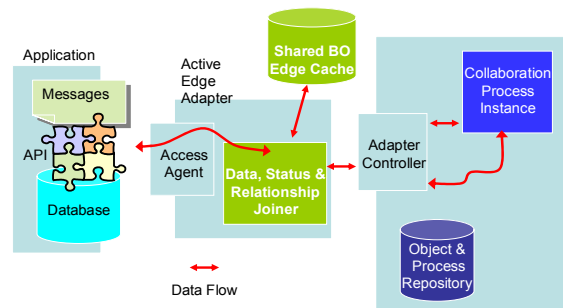 Application
Messages
API
Database
Active
Edge
Adapter
Access
Agent
Shared BO
Edge Cache
Data, Status &
Relationship
Joiner
Adapter
Controller
Collaboration
Process
Instance
Object &
Process
Repository
Data Flow